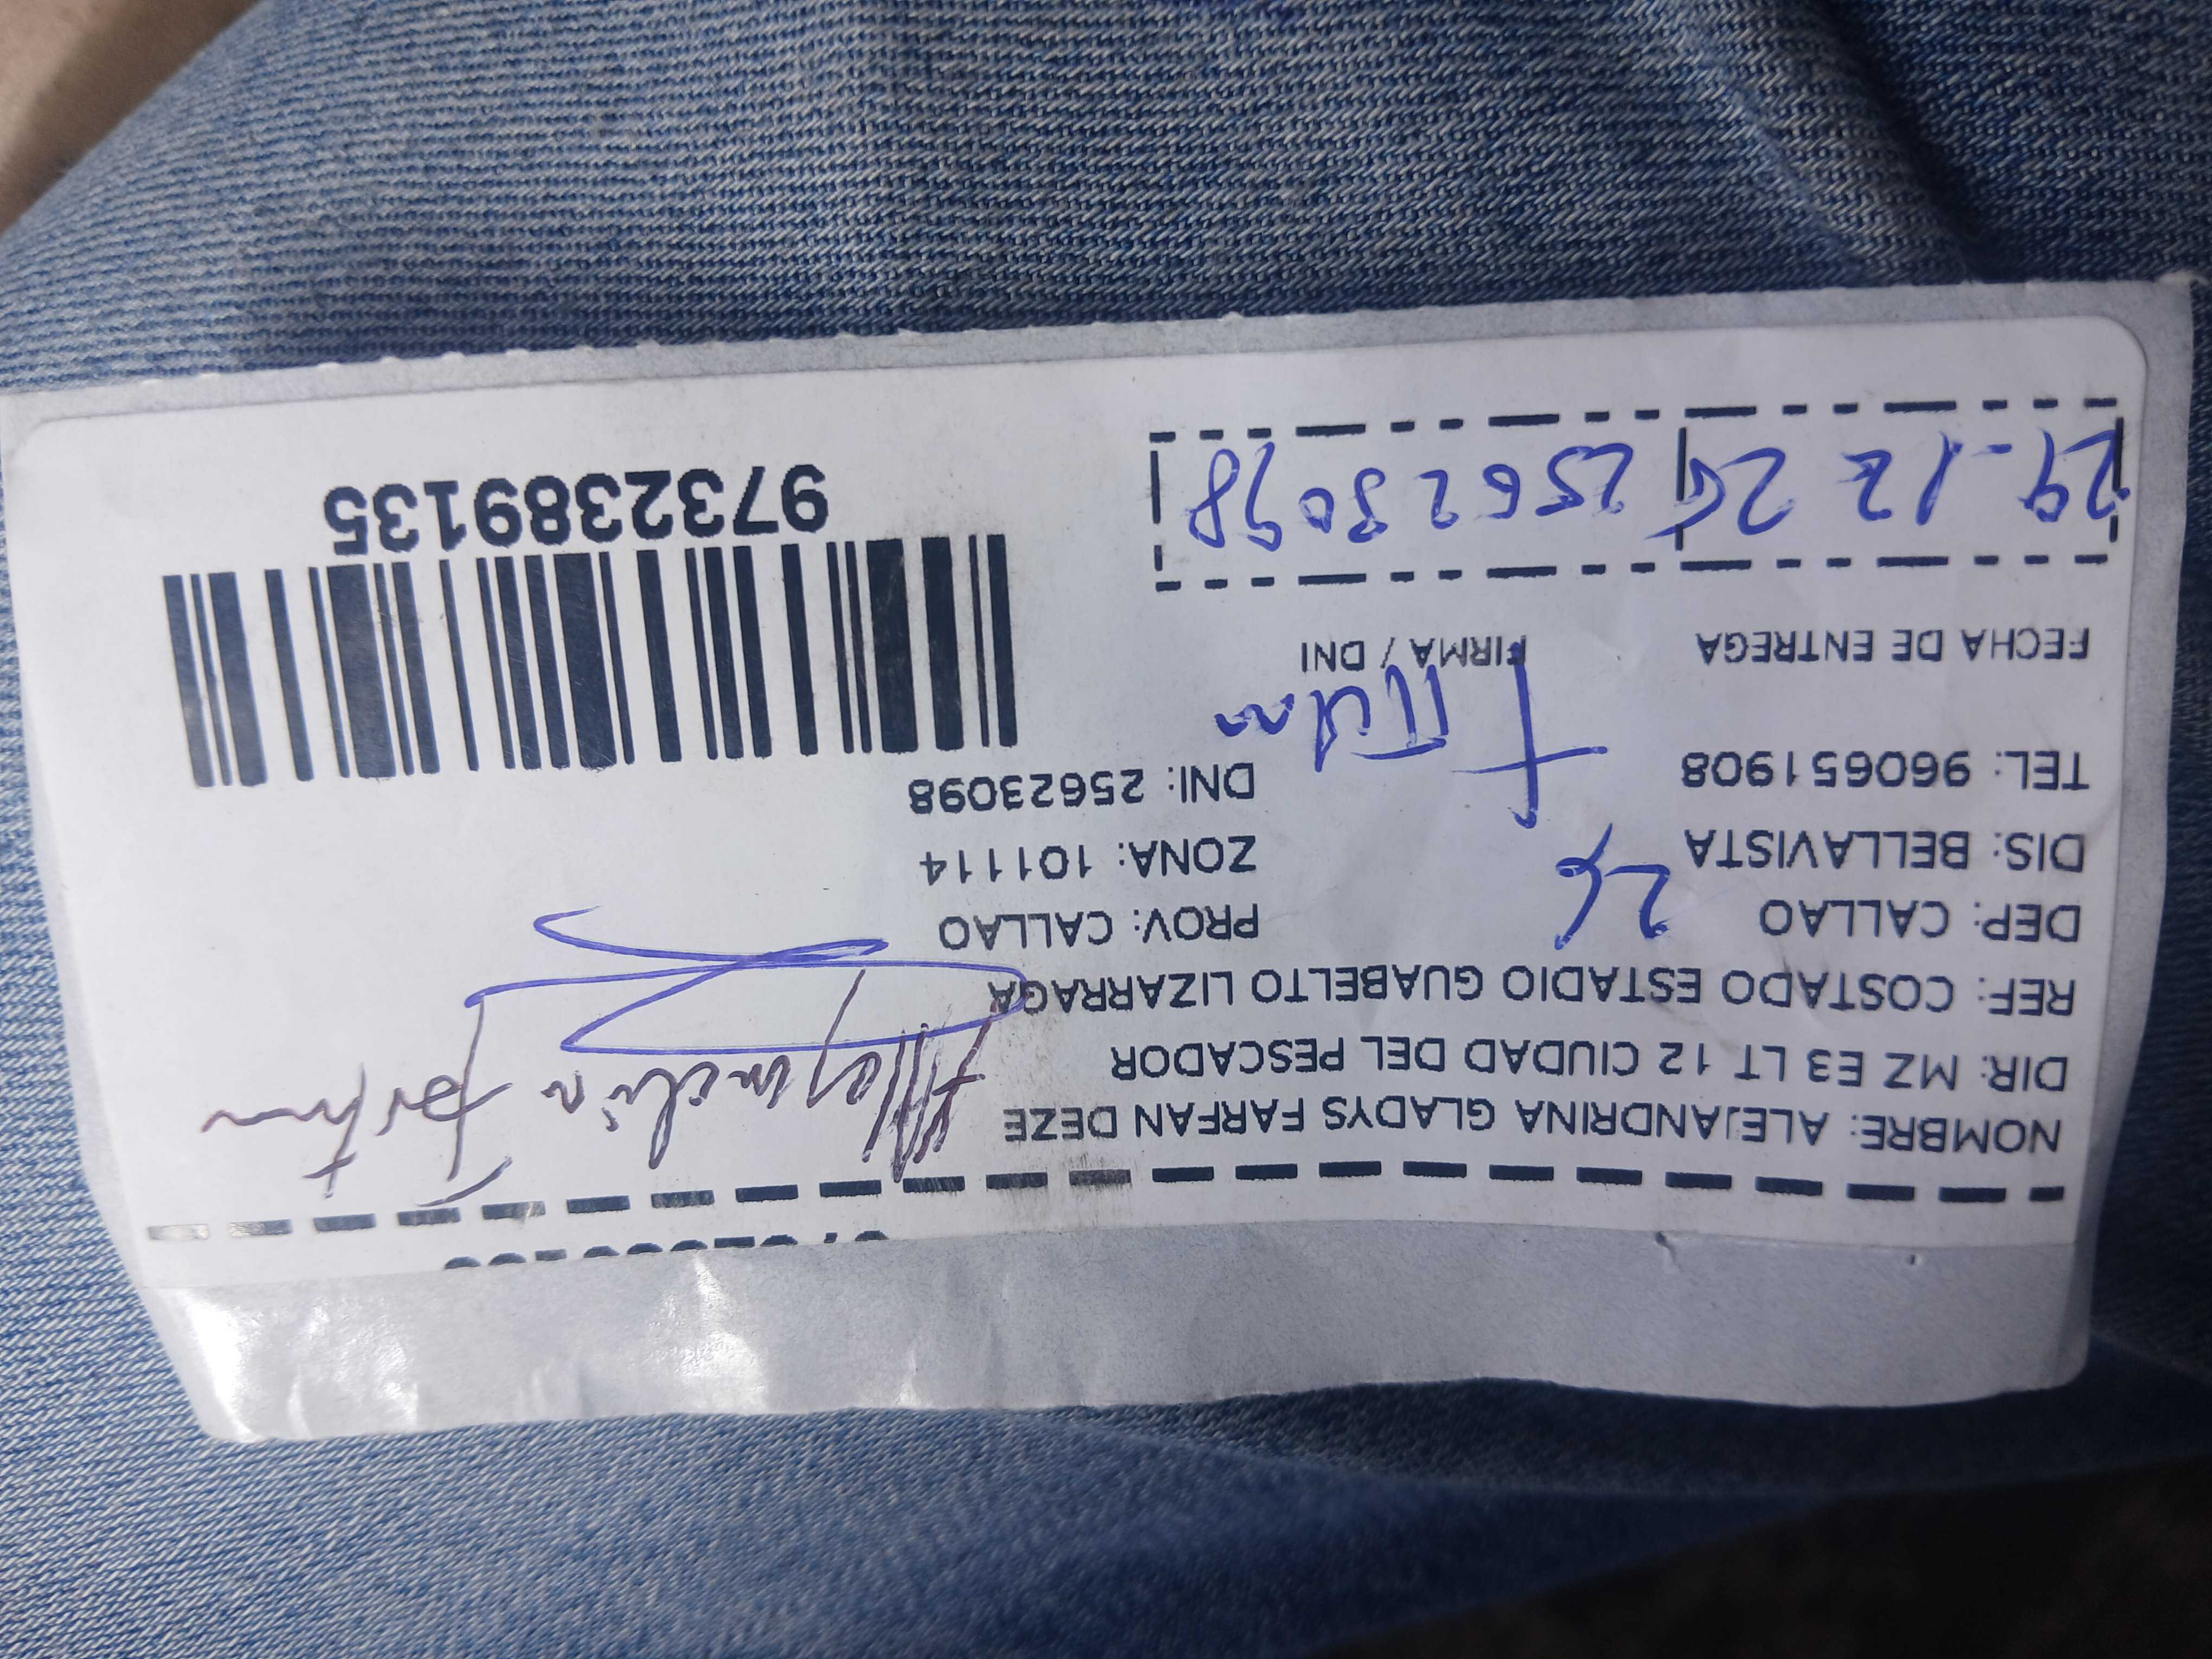 NOMBRE: ALEJANDRINA GLADYS FARFAN DEZE
DIR: MZ E3 LT 12 CIUDAD DEL PESCADOR
REF: COSTADO ESTADIO GUABELTO LIZARRAGA
DEP: CALLAO PROV: CALLAO
DIS: BELLAVISTA ZONA: 101114
TEL: 960651908 DNI: 25623098
FECHA DE ENTREGA FIRMA / DNI
29-12 25623098
9732389135